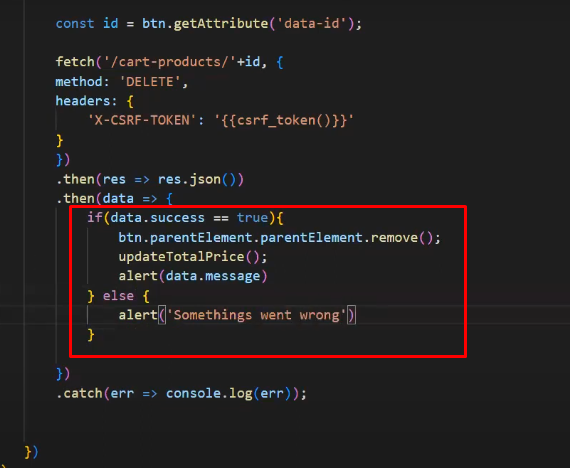 const id = btn.getAttribute('data-id');
fetch('/cart-products/'+id, {
method: 'DELETE',
headers: {
'X-CSRF-TOKEN': '{{csrf_token()}}'
}
})
.then(res => res.json())
.then(data => {
if(data.success == true){
btn.parentElement.parentElement.remove();
updateTotalPrice();
alert(data.message)
} else {
alert('Somethings went wrong')
}
})
.catch(err => console.log(err));
})